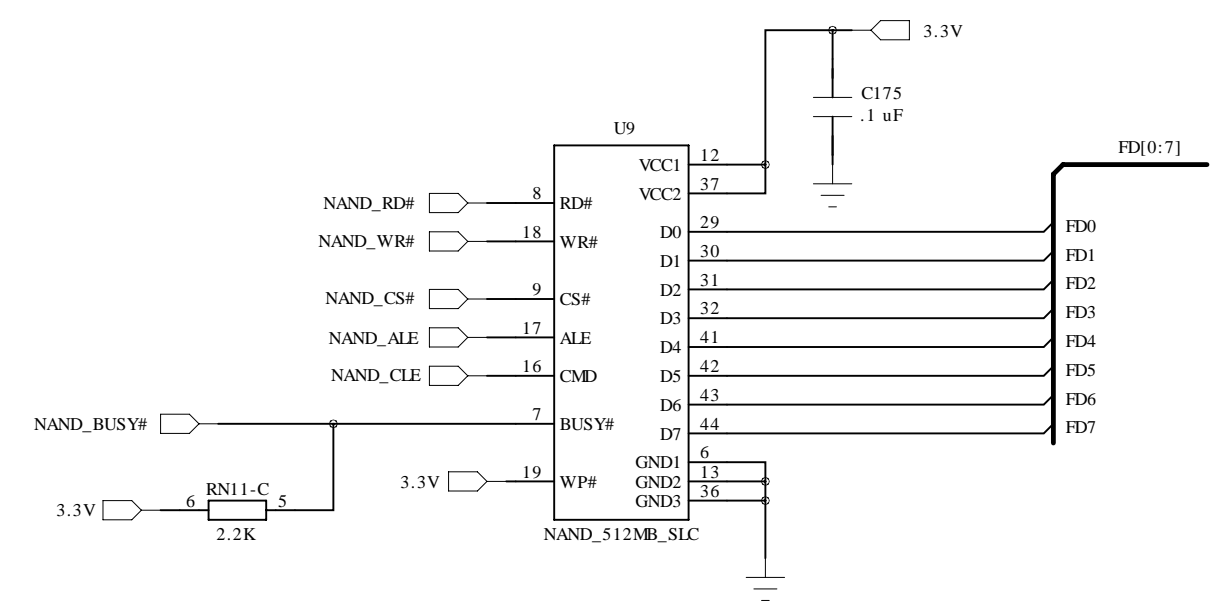 3.3V
C175
.1 uF
U9
FD[0:7]
VCC1 12
VCC2 37
NAND_RD# 8 RD#
NAND_WR# 18 WR#
NAND_CS# 9 CS#
NAND_ALE 17 ALE
NAND_CLE 16 CMD
NAND_BUSY# 7 BUSY#
3.3V 19 WP#
D0 29 FD0
D1 30 FD1
D2 31 FD2
D3 32 FD3
D4 41 FD4
D5 42 FD5
D6 43 FD6
D7 44 FD7
GND1 6
GND2 13
GND3 36
RN11-C
3.3V 6 5
2.2K
NAND_512MB_SLC